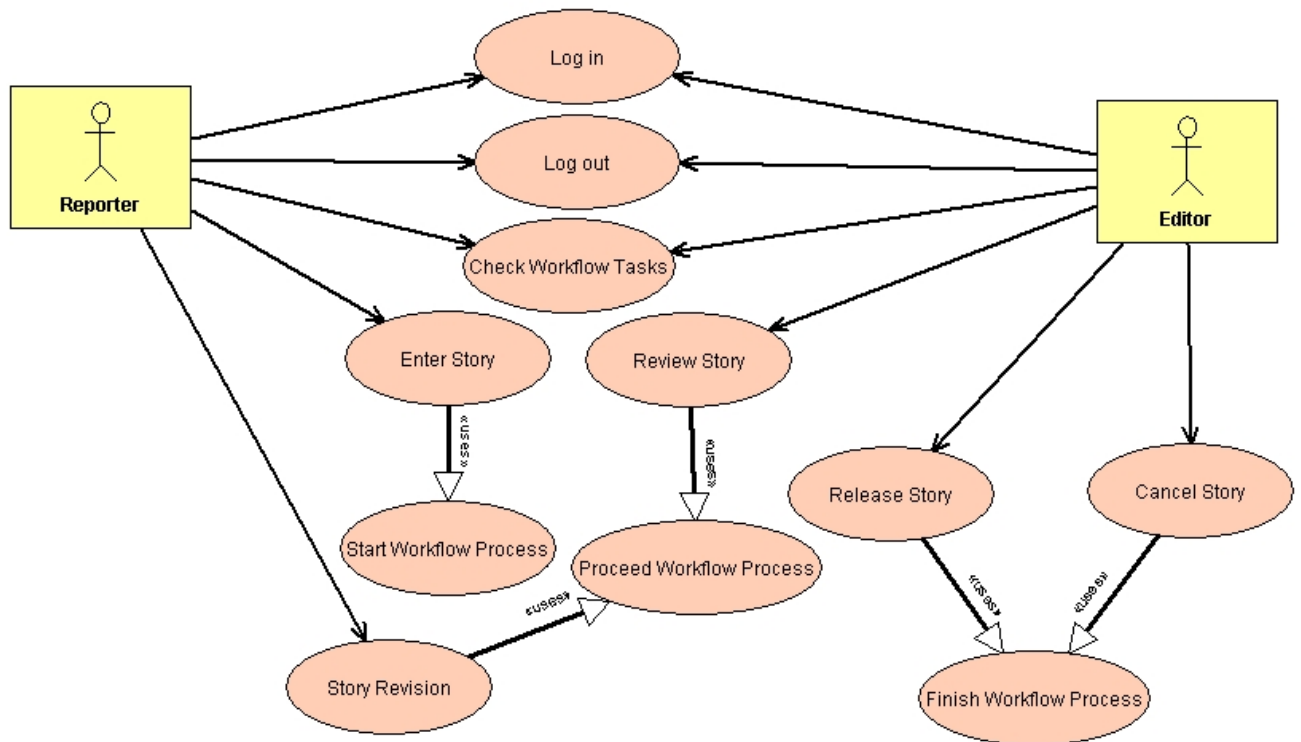 Log in
Reporter
Log out
Editor
Check Workflow Tasks
Enter Story
Review Story
«uses»
«uses»
Release Story
Cancel Story
Start Workflow Process
Proceed Workflow Process
«uses»
«uses»
«uses»
Story Revision
Finish Workflow Process